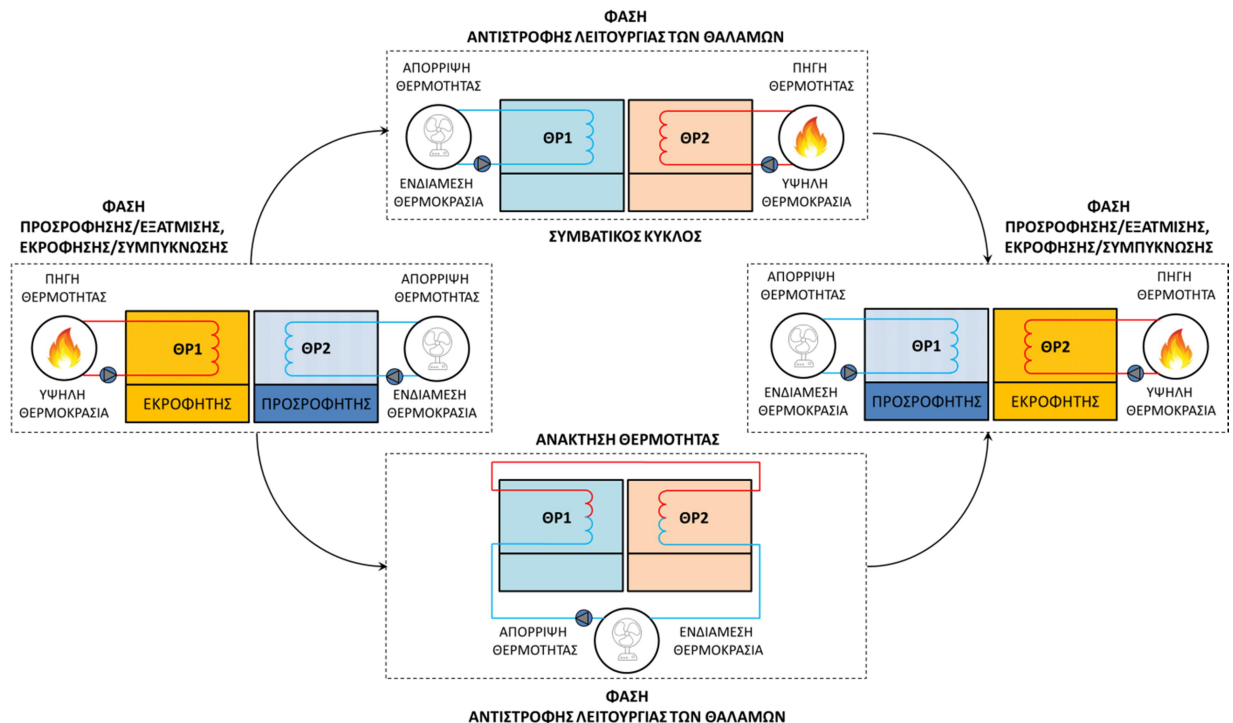 ΦΑΣΗ
ΑΝΤΙΣΤΡΟΦΗΣ ΛΕΙΤΟΥΡΓΙΑΣ ΤΩΝ ΘΑΛΑΜΩΝ
ΑΠΟΡΡΙΨΗ
ΘΕΡΜΟΤΗΤΑΣ
ΕΝΔΙΑΜΕΣΗ
ΘΕΡΜΟΚΡΑΣΙΑ
ΘΡ1
ΘΡ2
ΠΗΓΗ
ΘΕΡΜΟΤΗΤΑΣ
ΥΨΗΛΗ
ΘΕΡΜΟΚΡΑΣΙΑ
ΣΥΜΒΑΤΙΚΟΣ ΚΥΚΛΟΣ
ΦΑΣΗ
ΠΡΟΣΡΟΦΗΣΗΣ/ΕΞΑΤΜΙΣΗΣ,
ΕΚΡΟΦΗΣΗΣ/ΣΥΜΠΥΚΝΩΣΗΣ
ΠΗΓΗ
ΘΕΡΜΟΤΗΤΑΣ
ΥΨΗΛΗ
ΘΕΡΜΟΚΡΑΣΙΑ
ΘΡ1
ΕΚΡΟΦΗΤΗΣ
ΘΡ2
ΠΡΟΣΡΟΦΗΤΗΣ
ΑΠΟΡΡΙΨΗ
ΘΕΡΜΟΤΗΤΑΣ
ΕΝΔΙΑΜΕΣΗ
ΘΕΡΜΟΚΡΑΣΙΑ
ΦΑΣΗ
ΠΡΟΣΡΟΦΗΣΗΣ/ΕΞΑΤΜΙΣΗΣ,
ΕΚΡΟΦΗΣΗΣ/ΣΥΜΠΥΚΝΩΣΗΣ
ΑΠΟΡΡΙΨΗ
ΘΕΡΜΟΤΗΤΑΣ
ΕΝΔΙΑΜΕΣΗ
ΘΕΡΜΟΚΡΑΣΙΑ
ΘΡ1
ΠΡΟΣΡΟΦΗΤΗΣ
ΘΡ2
ΕΚΡΟΦΗΤΗΣ
ΠΗΓΗ
ΘΕΡΜΟΤΗΤΑ
ΥΨΗΛΗ
ΘΕΡΜΟΚΡΑΣΙΑ
ΑΝΑΚΤΗΣΗ ΘΕΡΜΟΤΗΤΑΣ
ΘΡ1
ΘΡ2
ΑΠΟΡΡΙΨΗ
ΘΕΡΜΟΤΗΤΑΣ
ΕΝΔΙΑΜΕΣΗ
ΘΕΡΜΟΚΡΑΣΙΑ
ΦΑΣΗ
ΑΝΤΙΣΤΡΟΦΗΣ ΛΕΙΤΟΥΡΓΙΑΣ ΤΩΝ ΘΑΛΑΜΩΝ